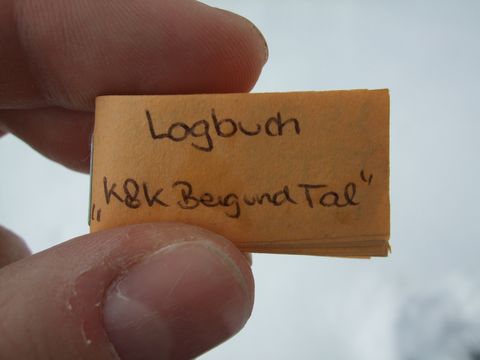 Logbuch
„K&K Berg und Tal“